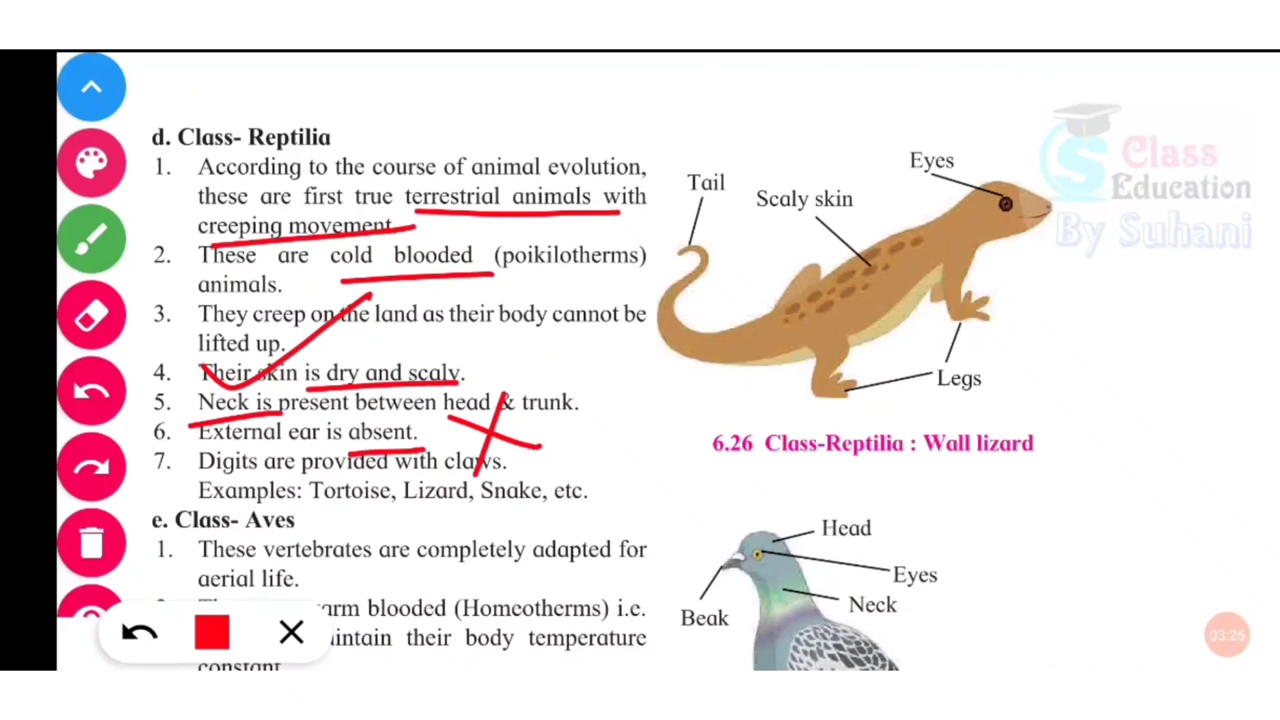 d. Class- Reptilia
1. According to the course of animal evolution,
these are first true terrestrial animals with
creeping movement.
2. These are cold blooded (poikilotherms)
animals.
3. They creep on the land as their body cannot be
lifted up.
4. Their skin is dry and scaly.
5. Neck is present between head & trunk.
6. External ear is absent.
7. Digits are provided with claws.
Examples: Tortoise, Lizard, Snake, etc.
e. Class- Aves
1. These vertebrates are completely adapted for
aerial life.
arm blooded (Homeotherms) i.e.
intain their body temperature
constant
Tail
Scaly skin
Eyes
Legs
6.26 Class-Reptilia : Wall lizard
Head
Eyes
Neck
Beak
S Class
Education
By Suhani
03:25